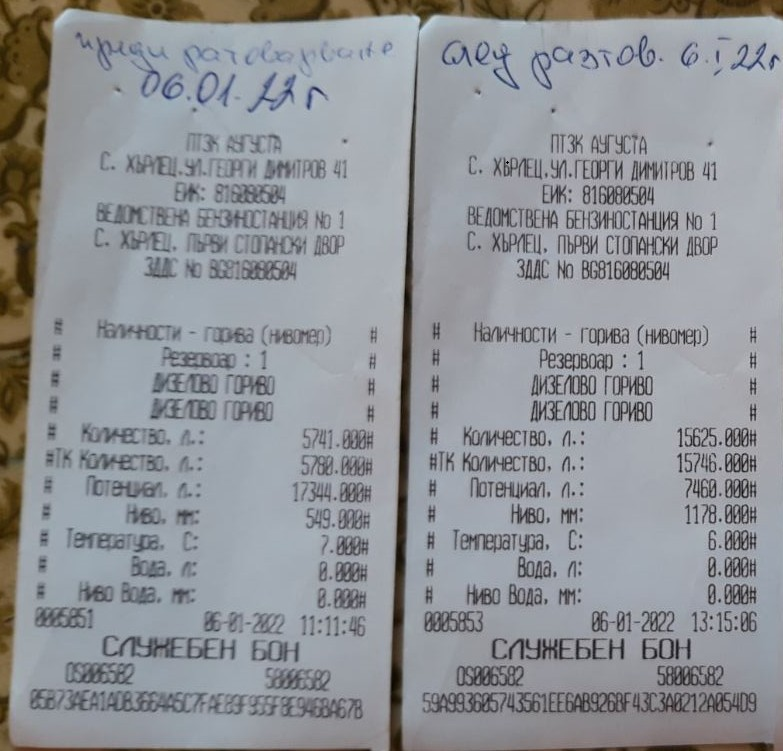 преди разтоварване
06.01.22г
ПТЗК АУГУСТА
С. ХЪРЛЕЦ.УЛ.ГЕОРГИ ДИМИТРОВ 41
ЕИК: 816080504
ВЕДОМСТВЕНА БЕНЗИНОСТАНЦИЯ No 1
С. ХЪРЛЕЦ. ПЪРВИ СТОПАНСКИ ДВОР
ЗДДС No BG816080504
# Наличности - горива (нивомер) #
# Резервоар : 1 #
# ДИЗЕЛОВО ГОРИВО #
# ДИЗЕЛОВО ГОРИВО #
# Количество, л.: 5741.000#
#ТК Количество, л.: 5780.000#
# Потенциал, л.: 17344.000#
# Ниво, мм: 549.000#
# Температура, C: 7.000#
# Вода, л: 0.000#
# Ниво Вода, мм: 0.000#
0005851 06-01-2022 11:11:46
СЛУЖЕБЕН БОН
OS006582 58006582
след разтов. 6.I 22г
ПТЗК АУГУСТА
С. ХЪРЛЕЦ.УЛ.ГЕОРГИ ДИМИТРОВ 41
ЕИК: 816080504
ВЕДОМСТВЕНА БЕНЗИНОСТАНЦИЯ No 1
С. ХЪРЛЕЦ. ПЪРВИ СТОПАНСКИ ДВОР
ЗДДС No BG816080504
# Наличности - горива (нивомер) #
# Резервоар : 1 #
# ДИЗЕЛОВО ГОРИВО #
# ДИЗЕЛОВО ГОРИВО #
# Количество, л.: 15625.000#
#ТК Количество, л.: 15746.000#
# Потенциал, л.: 7460.000#
# Ниво, мм: 1178.000#
# Температура, C: 6.000#
# Вода, л: 0.000#
# Ниво Вода, мм: 0.000#
0005853 06-01-2022 13:15:06
СЛУЖЕБЕН БОН
OS006582 58006582
59A993605743561EE6AB926BF43C3A0212A054D9